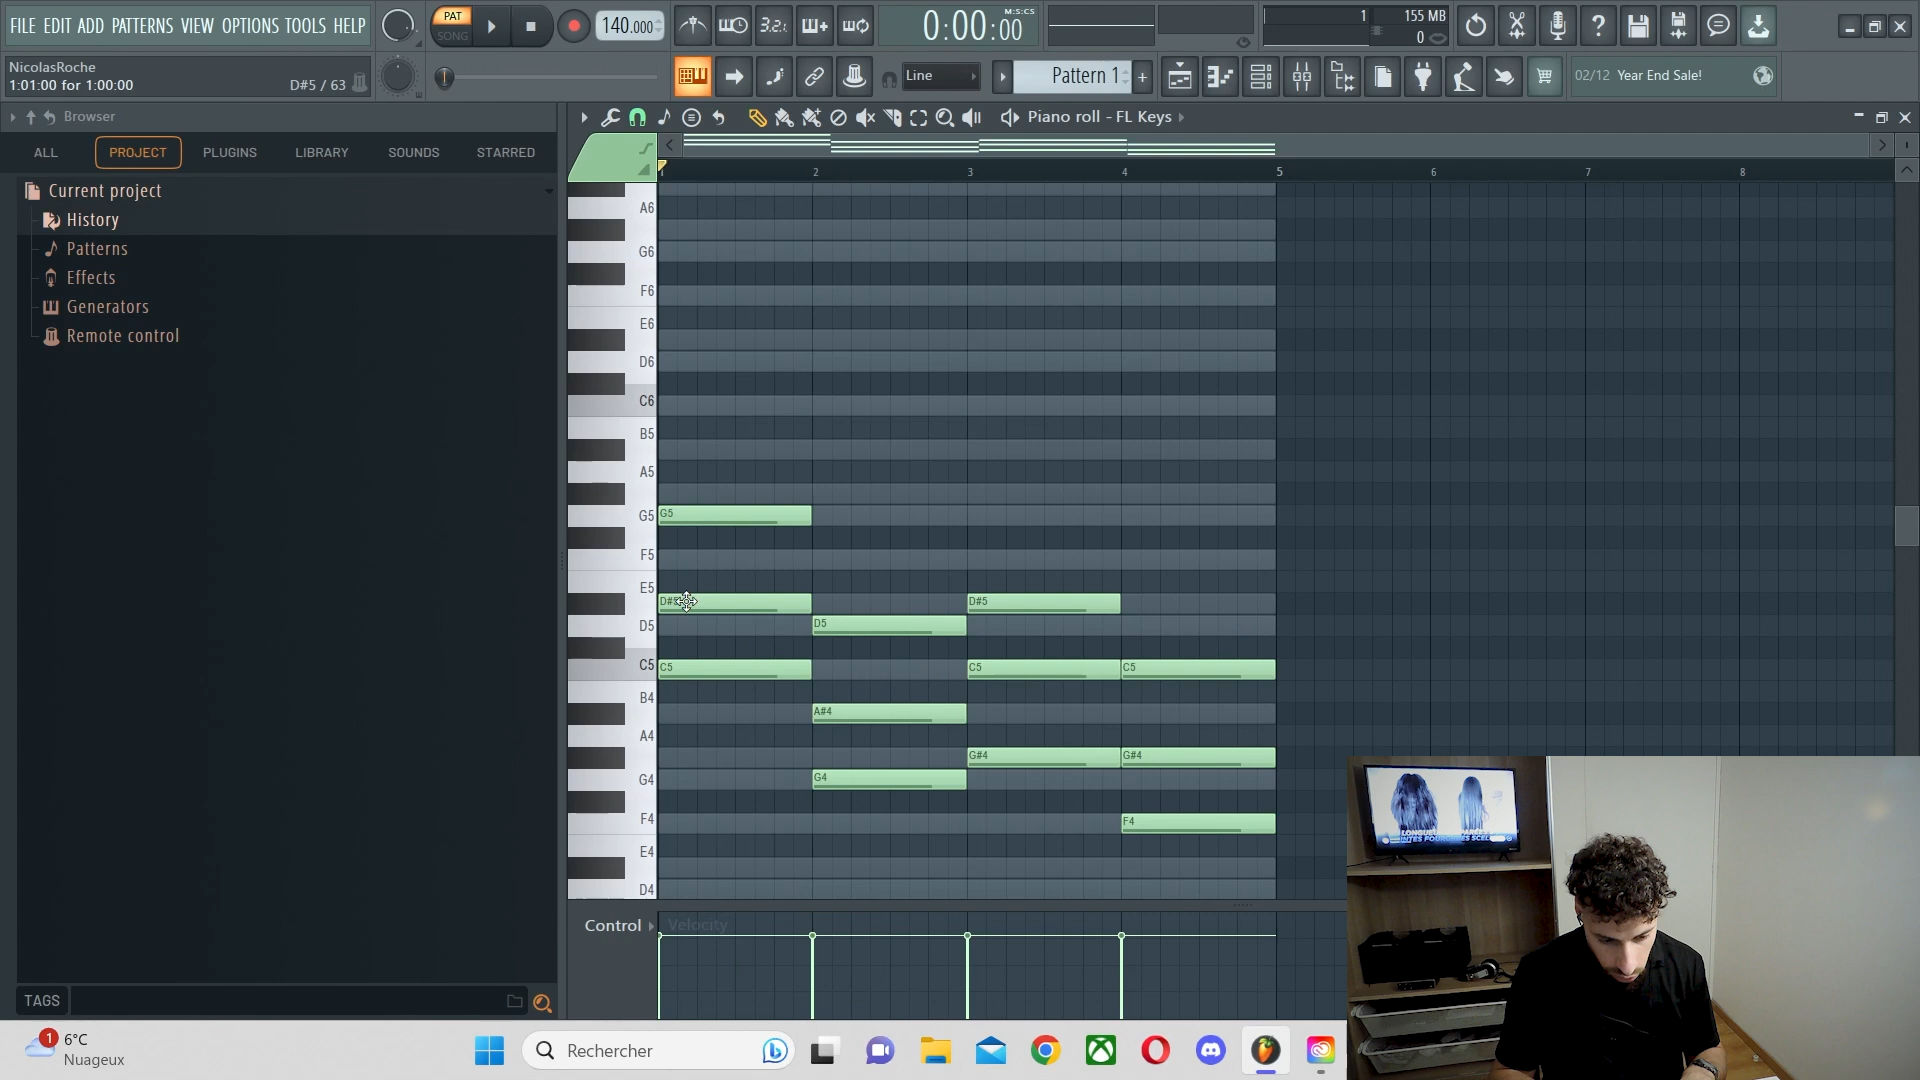 FILE EDIT ADD PATTERNS VIEW OPTIONS TOOLS HELP
PAT
SONG
140.000
0:00:00
M:S:CS
1
155 MB
0
NicolasRoche
1:01:00 for 1:00:00
D#5 / 63
Line
Pattern 1
02/12 Year End Sale!
Browser
Piano roll - FL Keys
ALL
PROJECT
PLUGINS
LIBRARY
SOUNDS
STARRED
Current project
History
Patterns
Effects
Generators
Remote control
1 2 3 4 5 6 7 8
A6
G6
F6
E6
D6
C6
B5
A5
G5
G5
F5
E5
D#5
D#5
D5
D5
C5
C5
C5
C5
B4
A#4
A4
G#4
G#4
G4
G4
F4
F4
E4
D4
Control
Velocity
TAGS
1
6°C
Nuageux
Rechercher